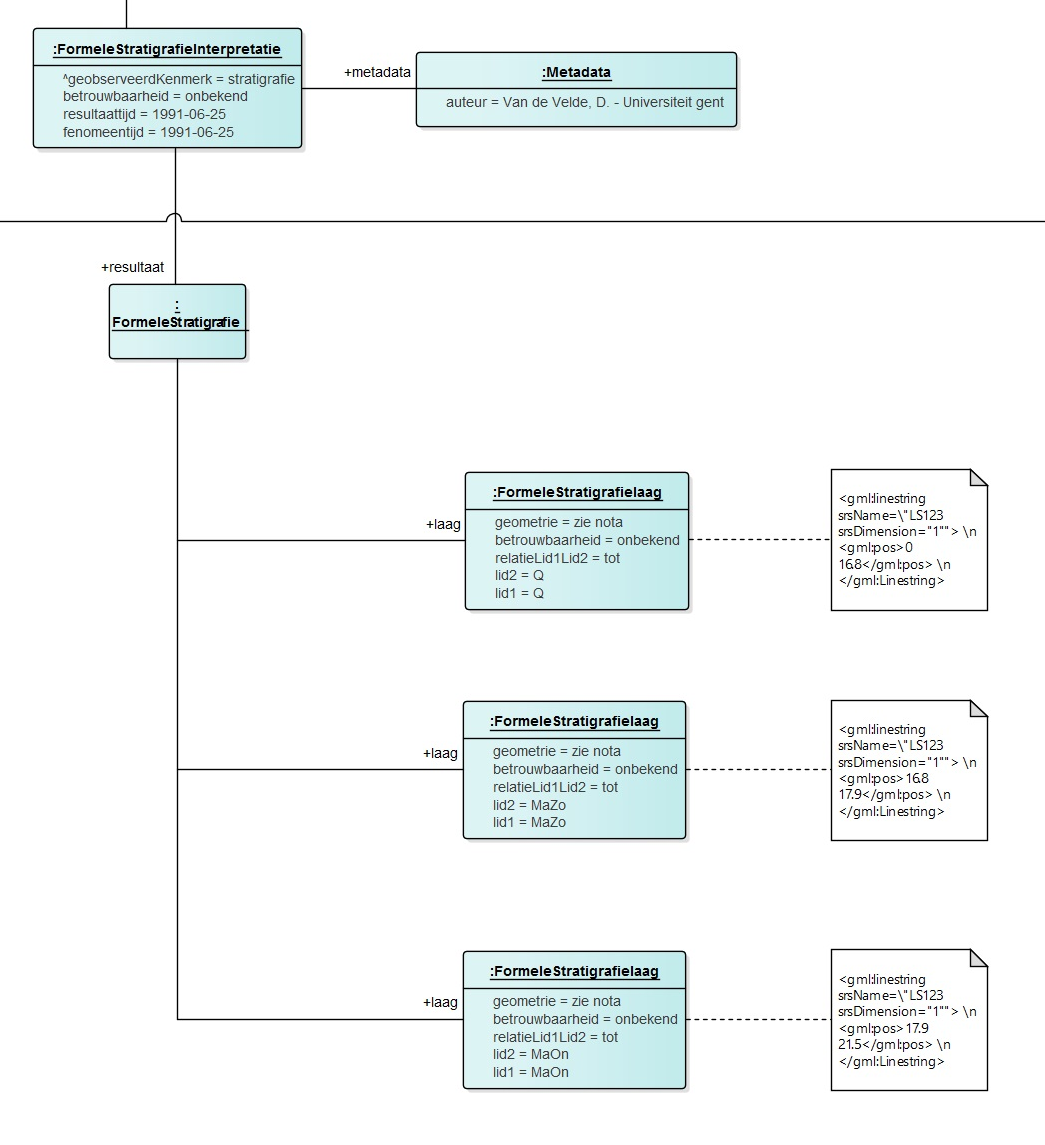 :FormeleStratigrafieInterpretatie
^geobserveerdKenmerk = stratigrafie
betrouwbaarheid = onbekend
resultaattijd = 1991-06-25
fenomeentijd = 1991-06-25
+metadata
:Metadata
auteur = Van de Velde, D. - Universiteit gent
+resultaat
:
FormeleStratigrafie
+laag
:FormeleStratigrafielaag
geometrie = zie nota
betrouwbaarheid = onbekend
relatieLid1Lid2 = tot
lid2 = Q
lid1 = Q
<gml:linestring
srsName=\"LS123
srsDimension="1""> \n
<gml:pos>0
16.8</gml:pos> \n
</gml:Linestring>
+laag
:FormeleStratigrafielaag
geometrie = zie nota
betrouwbaarheid = onbekend
relatieLid1Lid2 = tot
lid2 = MaZo
lid1 = MaZo
<gml:linestring
srsName=\"LS123
srsDimension="1""> \n
<gml:pos>16.8
17.9</gml:pos> \n
</gml:Linestring>
+laag
:FormeleStratigrafielaag
geometrie = zie nota
betrouwbaarheid = onbekend
relatieLid1Lid2 = tot
lid2 = MaOn
lid1 = MaOn
<gml:linestring
srsName=\"LS123
srsDimension="1""> \n
<gml:pos>17.9
21.5</gml:pos> \n
</gml:Linestring>